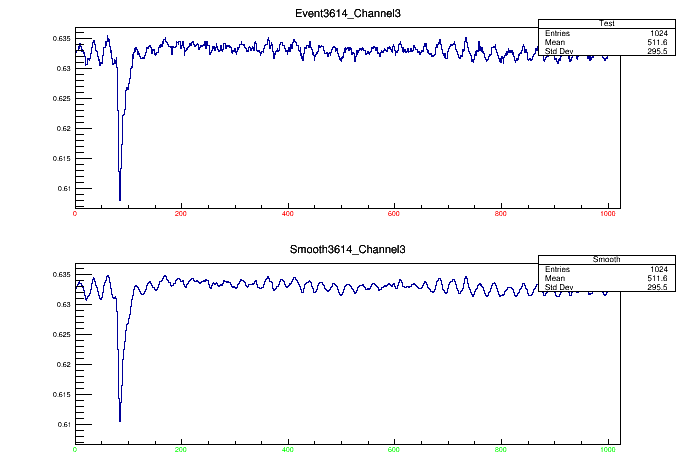 Event3614_Channel3
Test
Entries 1024
Mean 511.6
Std Dev 295.5
0.635
0.63
0.625
0.62
0.615
0.61
0 200 400 600 800 1000
Smooth3614_Channel3
Smooth
Entries 1024
Mean 511.6
Std Dev 295.5
0.635
0.63
0.625
0.62
0.615
0.61
0 200 400 600 800 1000